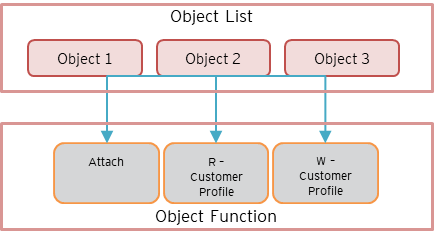 Object List
Object 1
Object 2
Object 3
Attach
R –
Customer
Profile
W –
Customer
Profile
Object Function